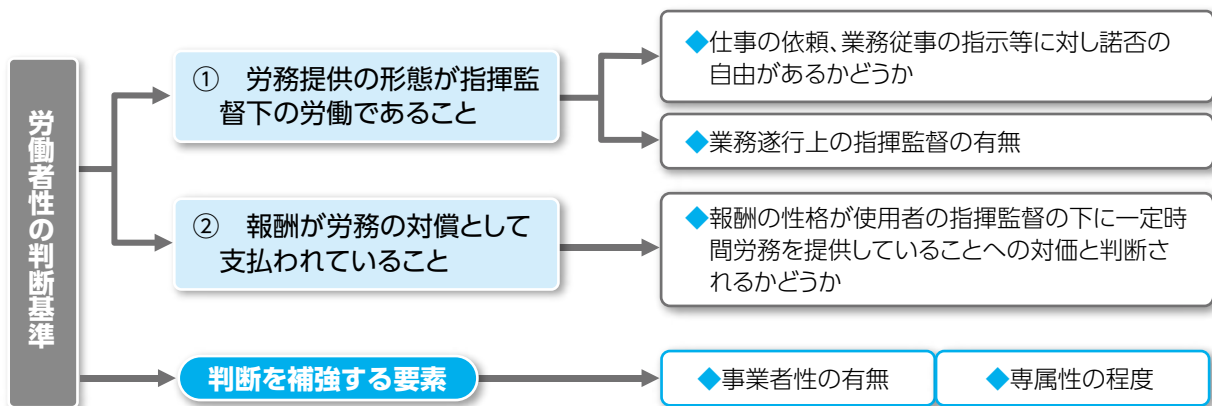 労働者性の判断基準
① 労務提供の形態が指揮監
督下の労働であること
◆仕事の依頼、業務従事の指示等に対し諾否の
自由があるかどうか
◆業務遂行上の指揮監督の有無
② 報酬が労務の対償として
支払われていること
◆報酬の性格が使用者の指揮監督の下に一定時
間労務を提供していることへの対価と判断さ
れるかどうか
判断を補強する要素
◆事業者性の有無
◆専属性の程度